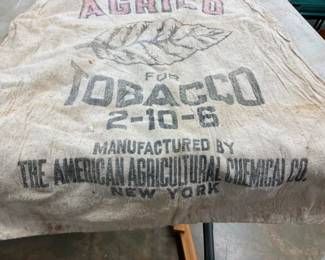 AGRICO
FOR
TOBACCO
2-10-6
MANUFACTURED BY
THE AMERICAN AGRICULTURAL CHEMICAL CO.
NEW YORK